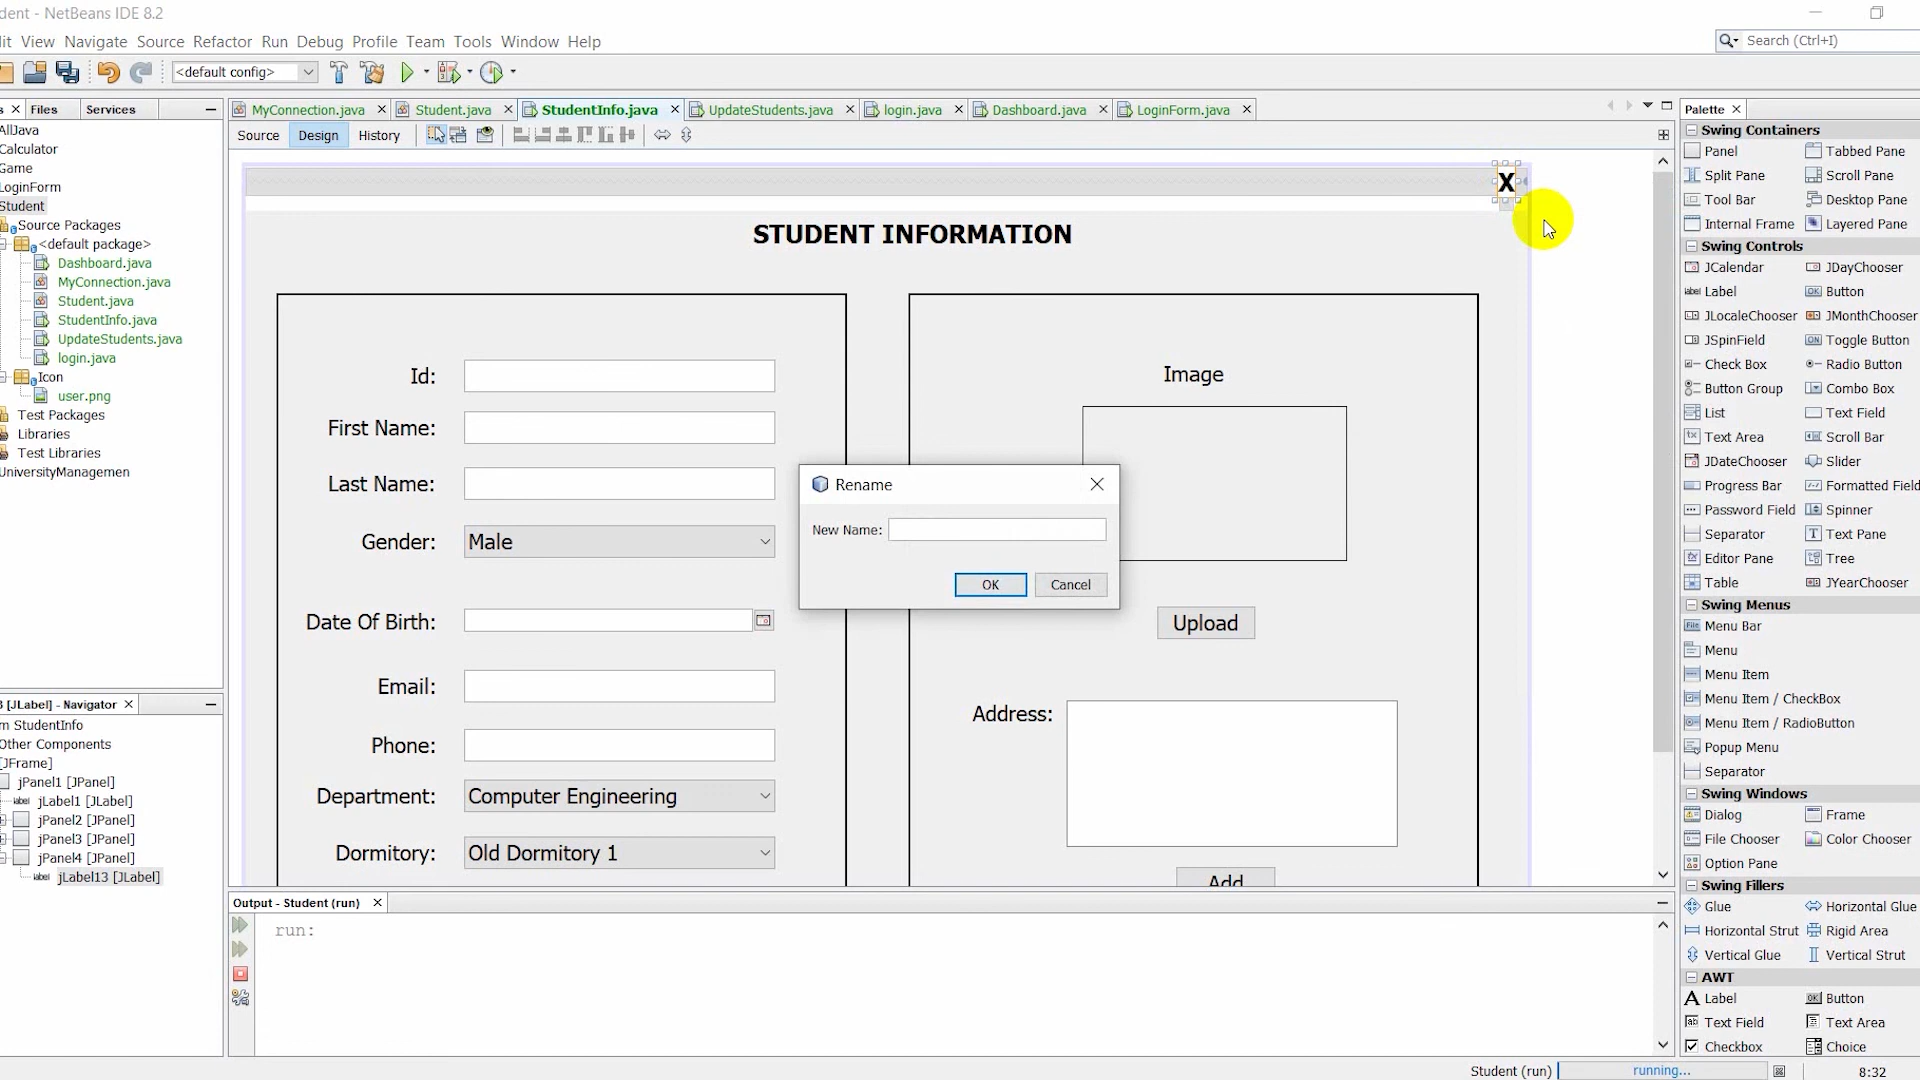 dent - NetBeans IDE 8.2
it View Navigate Source Refactor Run Debug Profile Team Tools Window Help
Search (Ctrl+I)
<default config>
s Files Services
AllJava
Calculator
Game
LoginForm
Student
Source Packages
<default package>
Dashboard.java
MyConnection.java
Student.java
StudentInfo.java
UpdateStudents.java
login.java
Icon
user.png
Test Packages
Libraries
Test Libraries
UniversityManagemen
3 [JLabel] - Navigator
m StudentInfo
Other Components
[JFrame]
jPanel1 [JPanel]
label jLabel1 [JLabel]
jPanel2 [JPanel]
jPanel3 [JPanel]
jPanel4 [JPanel]
label jLabel13 [JLabel]
MyConnection.java Student.java StudentInfo.java UpdateStudents.java login.java Dashboard.java LoginForm.java
Source Design History
X
STUDENT INFORMATION
Id:
First Name:
Last Name:
Gender: Male
Date Of Birth:
Email:
Phone:
Department: Computer Engineering
Dormitory: Old Dormitory 1
Image
Upload
Address:
Add
Rename
New Name:
OK Cancel
Output - Student (run)
run:
Palette
Swing Containers
Panel Tabbed Pane
Split Pane Scroll Pane
Tool Bar Desktop Pane
Internal Frame Layered Pane
Swing Controls
JCalendar JDayChooser
label Label OK Button
JLocaleChooser JMonthChooser
JSpinField ON Toggle Button
Check Box Radio Button
Button Group Combo Box
List Text Field
Text Area Scroll Bar
JDateChooser Slider
Progress Bar Formatted Field
Password Field Spinner
Separator Text Pane
Editor Pane Tree
Table JYearChooser
Swing Menus
Menu Bar
Menu
Menu Item
Menu Item / CheckBox
Menu Item / RadioButton
Popup Menu
Separator
Swing Windows
Dialog Frame
File Chooser Color Chooser
Option Pane
Swing Fillers
Glue Horizontal Glue
Horizontal Strut Rigid Area
Vertical Glue Vertical Strut
AWT
A Label OK Button
Text Field Text Area
Checkbox Choice
Student (run) running... 8:32